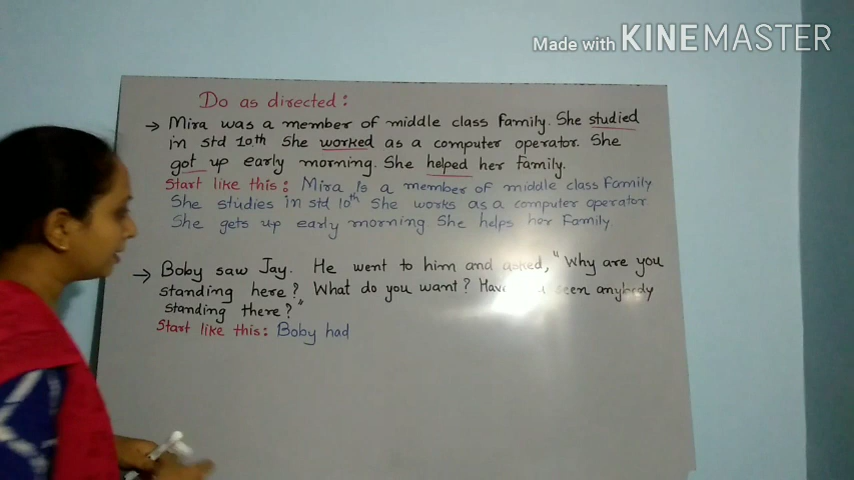 Made with KINEMASTER
Do as directed:
→ Mira was a member of middle class family. She studied
in std 10th She worked as a computer operator. She
got up early morning. She helped her family.
Start like this: Mira is a member of middle class Family
She studies in std 10th She works as a computer operator
She gets up early morning She helps her Family.
→ Boby saw Jay. He went to him and asked, "Why are you
standing here? What do you want? Have seen anybody
standing there?"
Start like this: Boby had